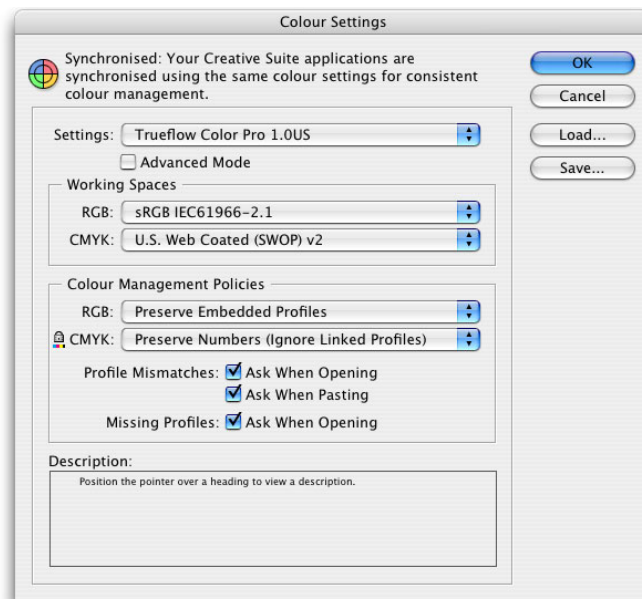 Colour Settings
Synchronised: Your Creative Suite applications are
synchronised using the same colour settings for consistent
colour management.
OK
Cancel
Load...
Save...
Settings: Trueflow Color Pro 1.0US
Advanced Mode
Working Spaces
RGB: sRGB IEC61966-2.1
CMYK: U.S. Web Coated (SWOP) v2
Colour Management Policies
RGB: Preserve Embedded Profiles
CMYK: Preserve Numbers (Ignore Linked Profiles)
Profile Mismatches: Ask When Opening
Ask When Pasting
Missing Profiles: Ask When Opening
Description:
Position the pointer over a heading to view a description.